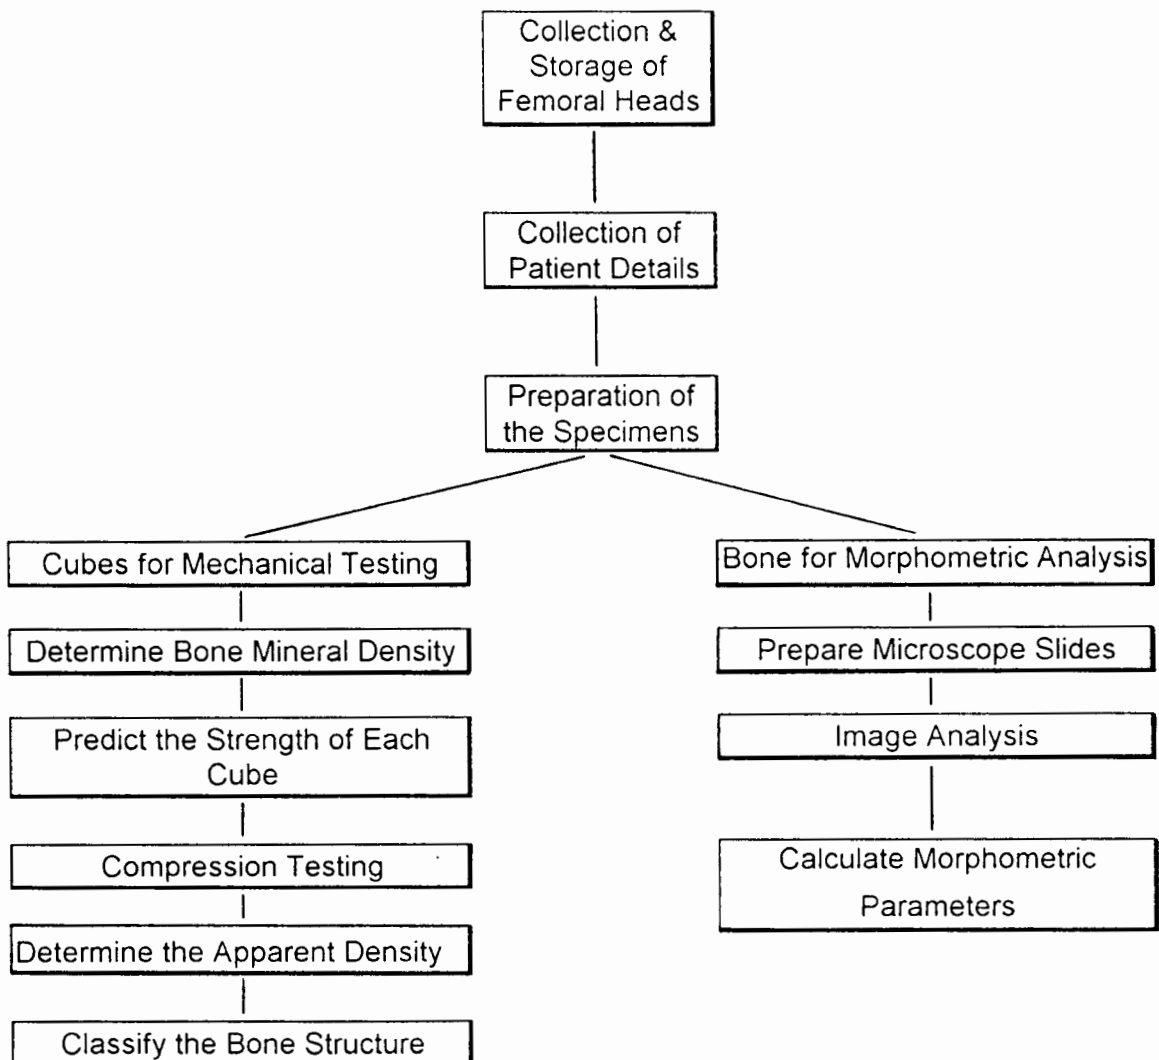 Collection &
Storage of
Femoral Heads
Collection of
Patient Details
Preparation of
the Specimens
Cubes for Mechanical Testing
Determine Bone Mineral Density
Predict the Strength of Each
Cube
Compression Testing
Determine the Apparent Density
Classify the Bone Structure
Bone for Morphometric Analysis
Prepare Microscope Slides
Image Analysis
Calculate Morphometric
Parameters